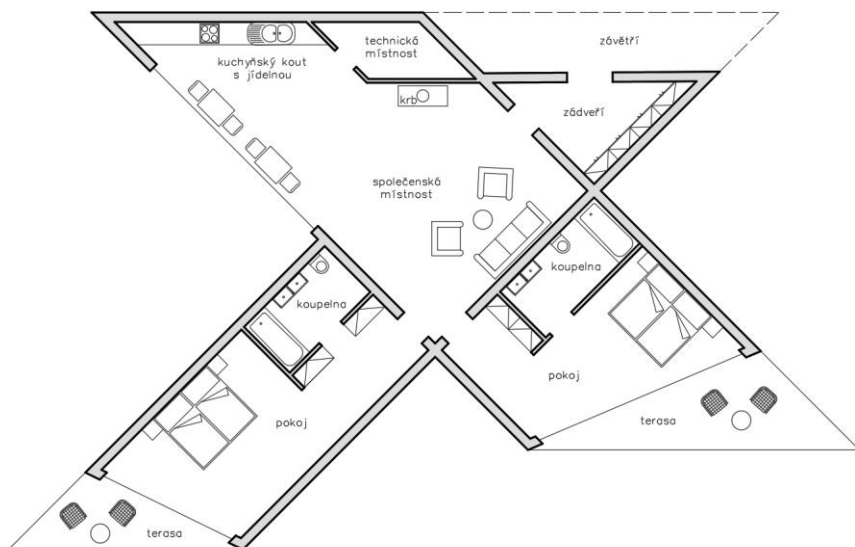 technická
místnost
závětří
kuchyňský kout
s jídelnou
krb
zádveří
společenská
místnost
koupelna
koupelna
pokoj
pokoj
terasa
terasa